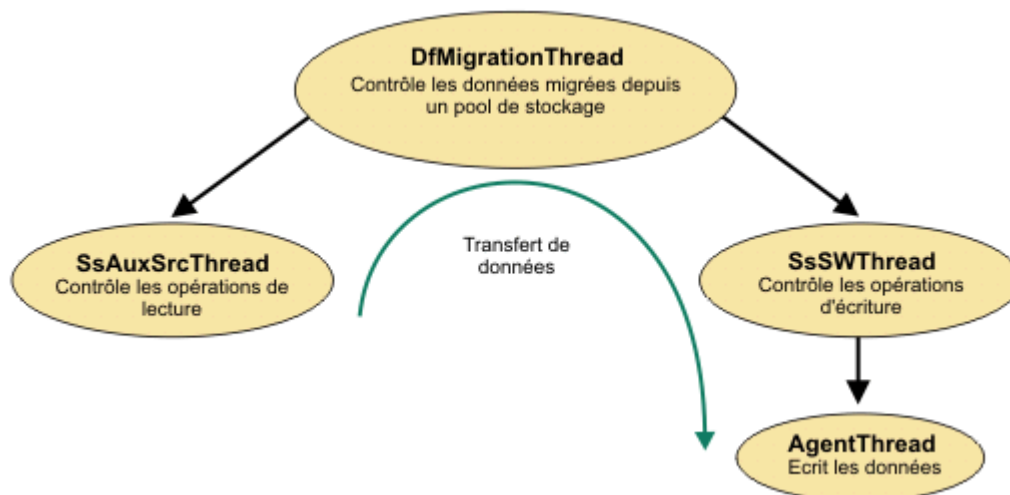 DfMigrationThread
Contrôle les données migrées depuis
un pool de stockage
SsAuxSrcThread
Contrôle les opérations de
lecture
Transfert de
données
SsSWThread
Contrôle les opérations
d'écriture
AgentThread
Ecrit les données